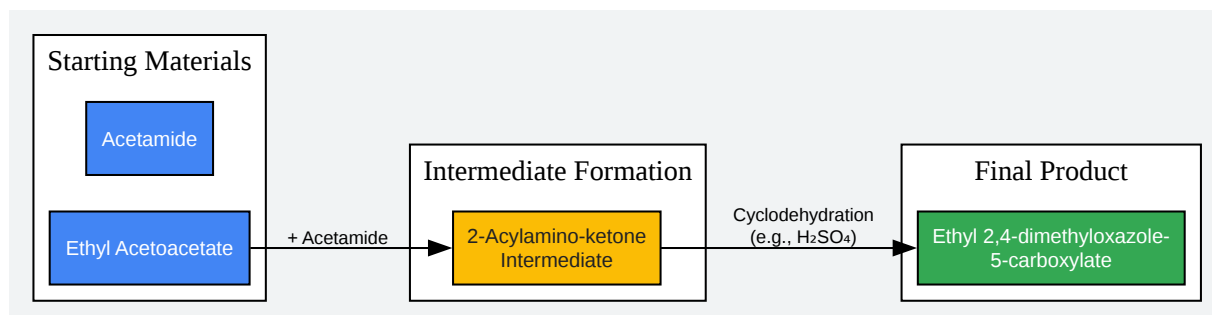 Starting Materials
Acetamide
Ethyl Acetoacetate
+ Acetamide
Intermediate Formation
2-Acylamino-ketone
Intermediate
Cyclodehydration
(e.g., H₂SO₄)
Final Product
Ethyl 2,4-dimethyloxazole-
5-carboxylate